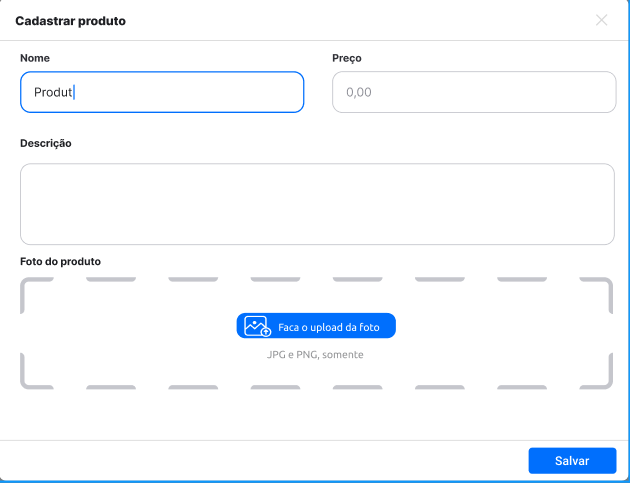 Cadastrar produto
Nome
Preço
Produt
0,00
Descrição
Foto do produto
Faca o upload da foto
JPG e PNG, somente
Salvar